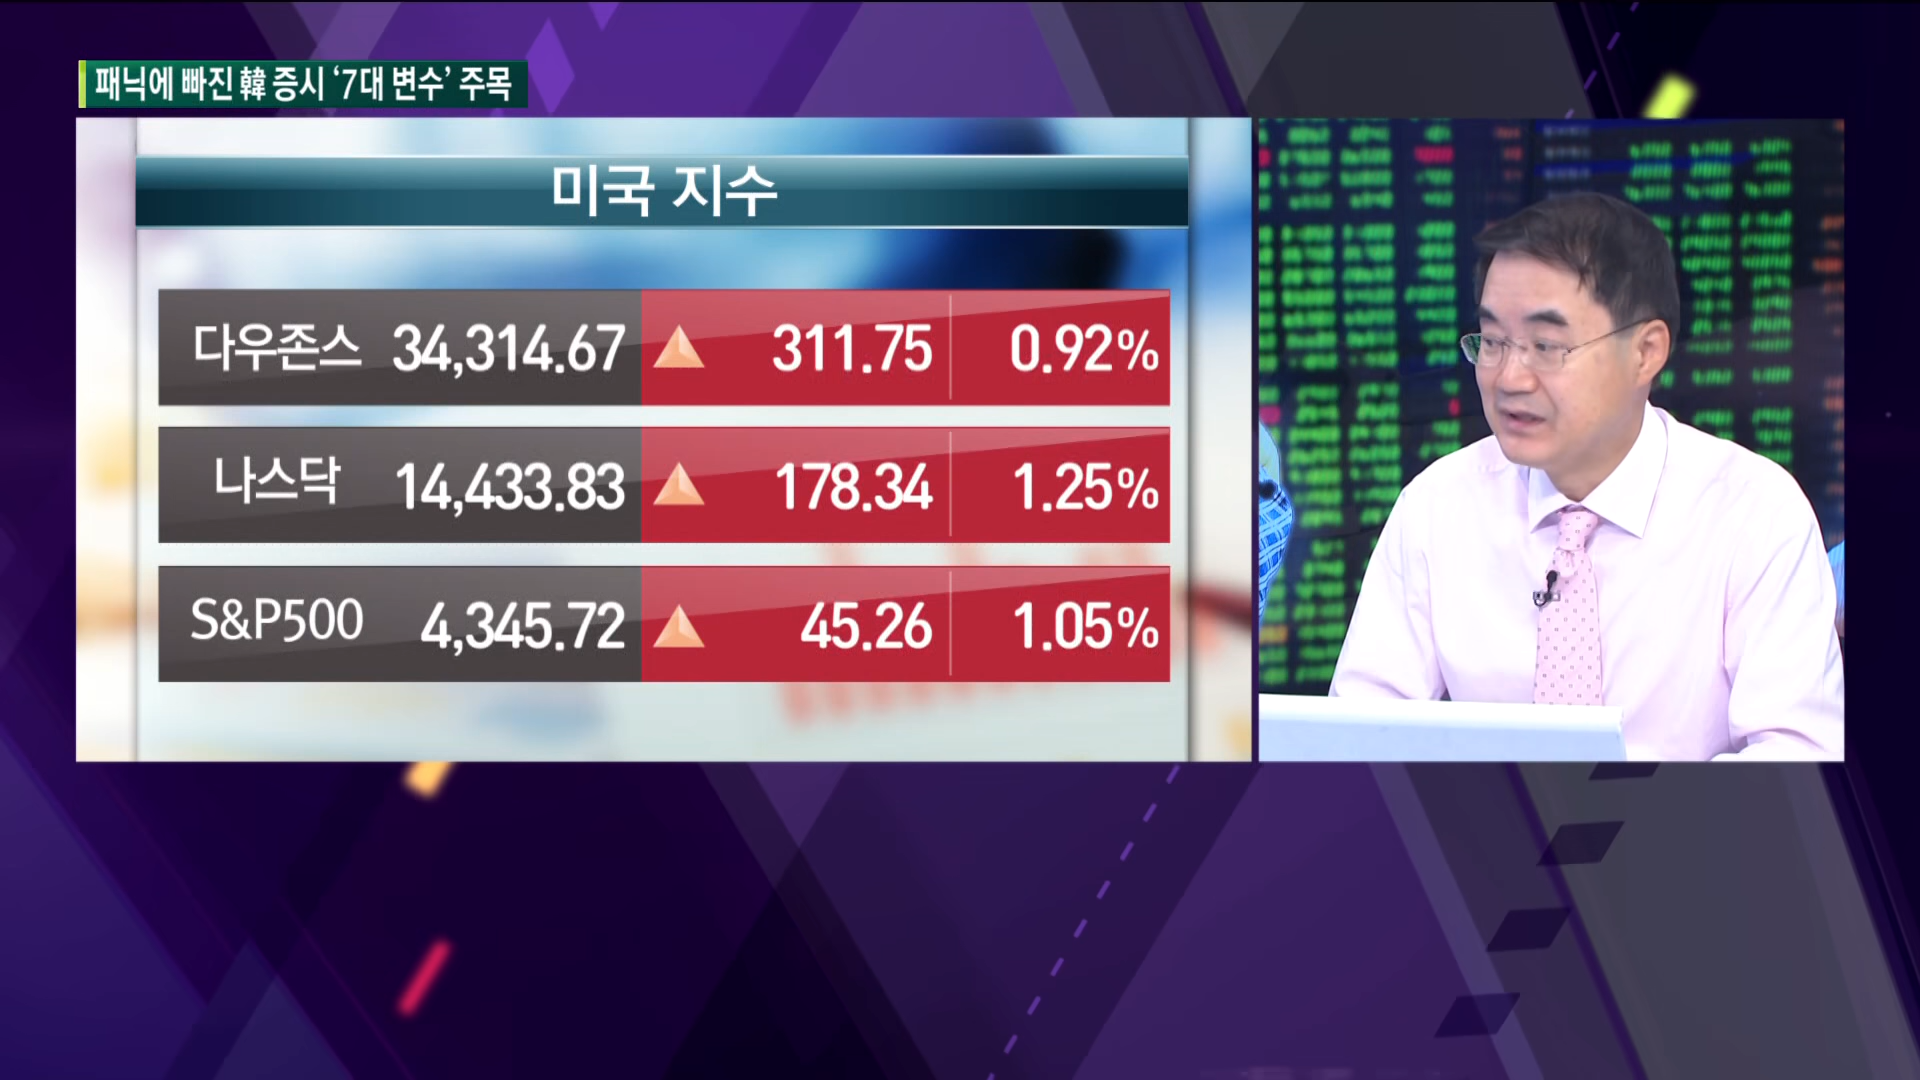 패닉에 빠진 韓 증시 ‘7대 변수’ 주목
미국 지수
다우존스 34,314.67 ▲ 311.75 0.92%
나스닥 14,433.83 ▲ 178.34 1.25%
S&P500 4,345.72 ▲ 45.26 1.05%